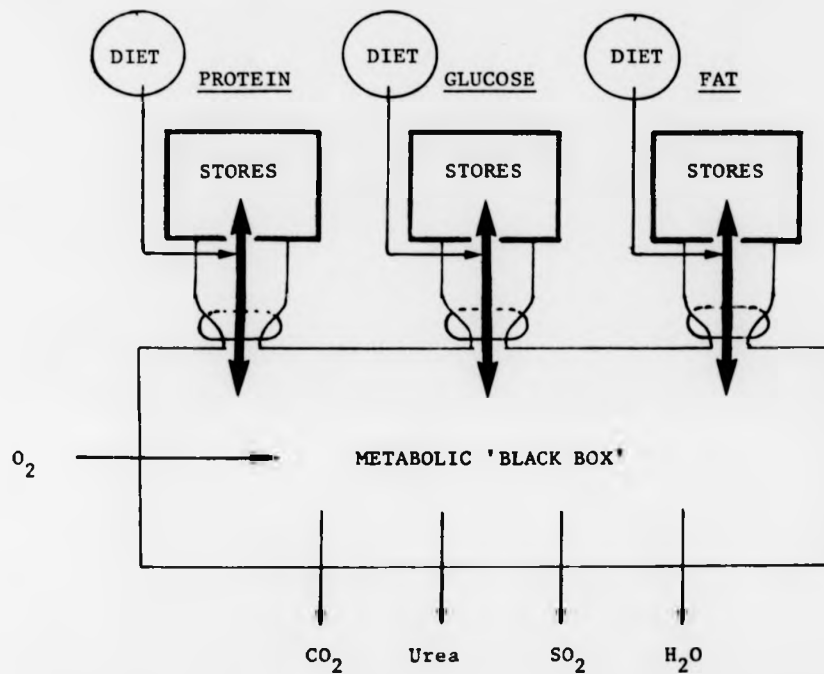 DIET DIET DIET
PROTEIN GLUCOSE FAT
STORES STORES STORES
O₂ METABOLIC 'BLACK BOX'
CO₂ Urea SO₂ H₂O